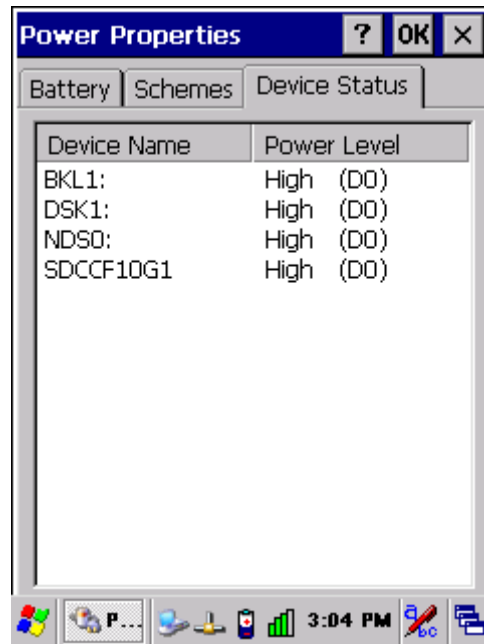 Power Properties ? OK ×
Battery Schemes Device Status
Device Name Power Level
BKL1: High (D0)
DSK1: High (D0)
NDS0: High (D0)
SDCCF10G1 High (D0)
P... 3:04 PM